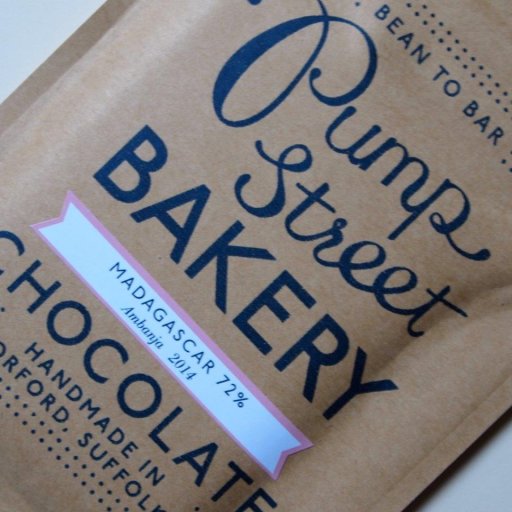 BEAN TO BAR
Pump
Street
BAKERY
MADAGASCAR 72%
Ambanja 2014
CHOCOLATE
HANDMADE IN
ORFORD, SUFFOLK